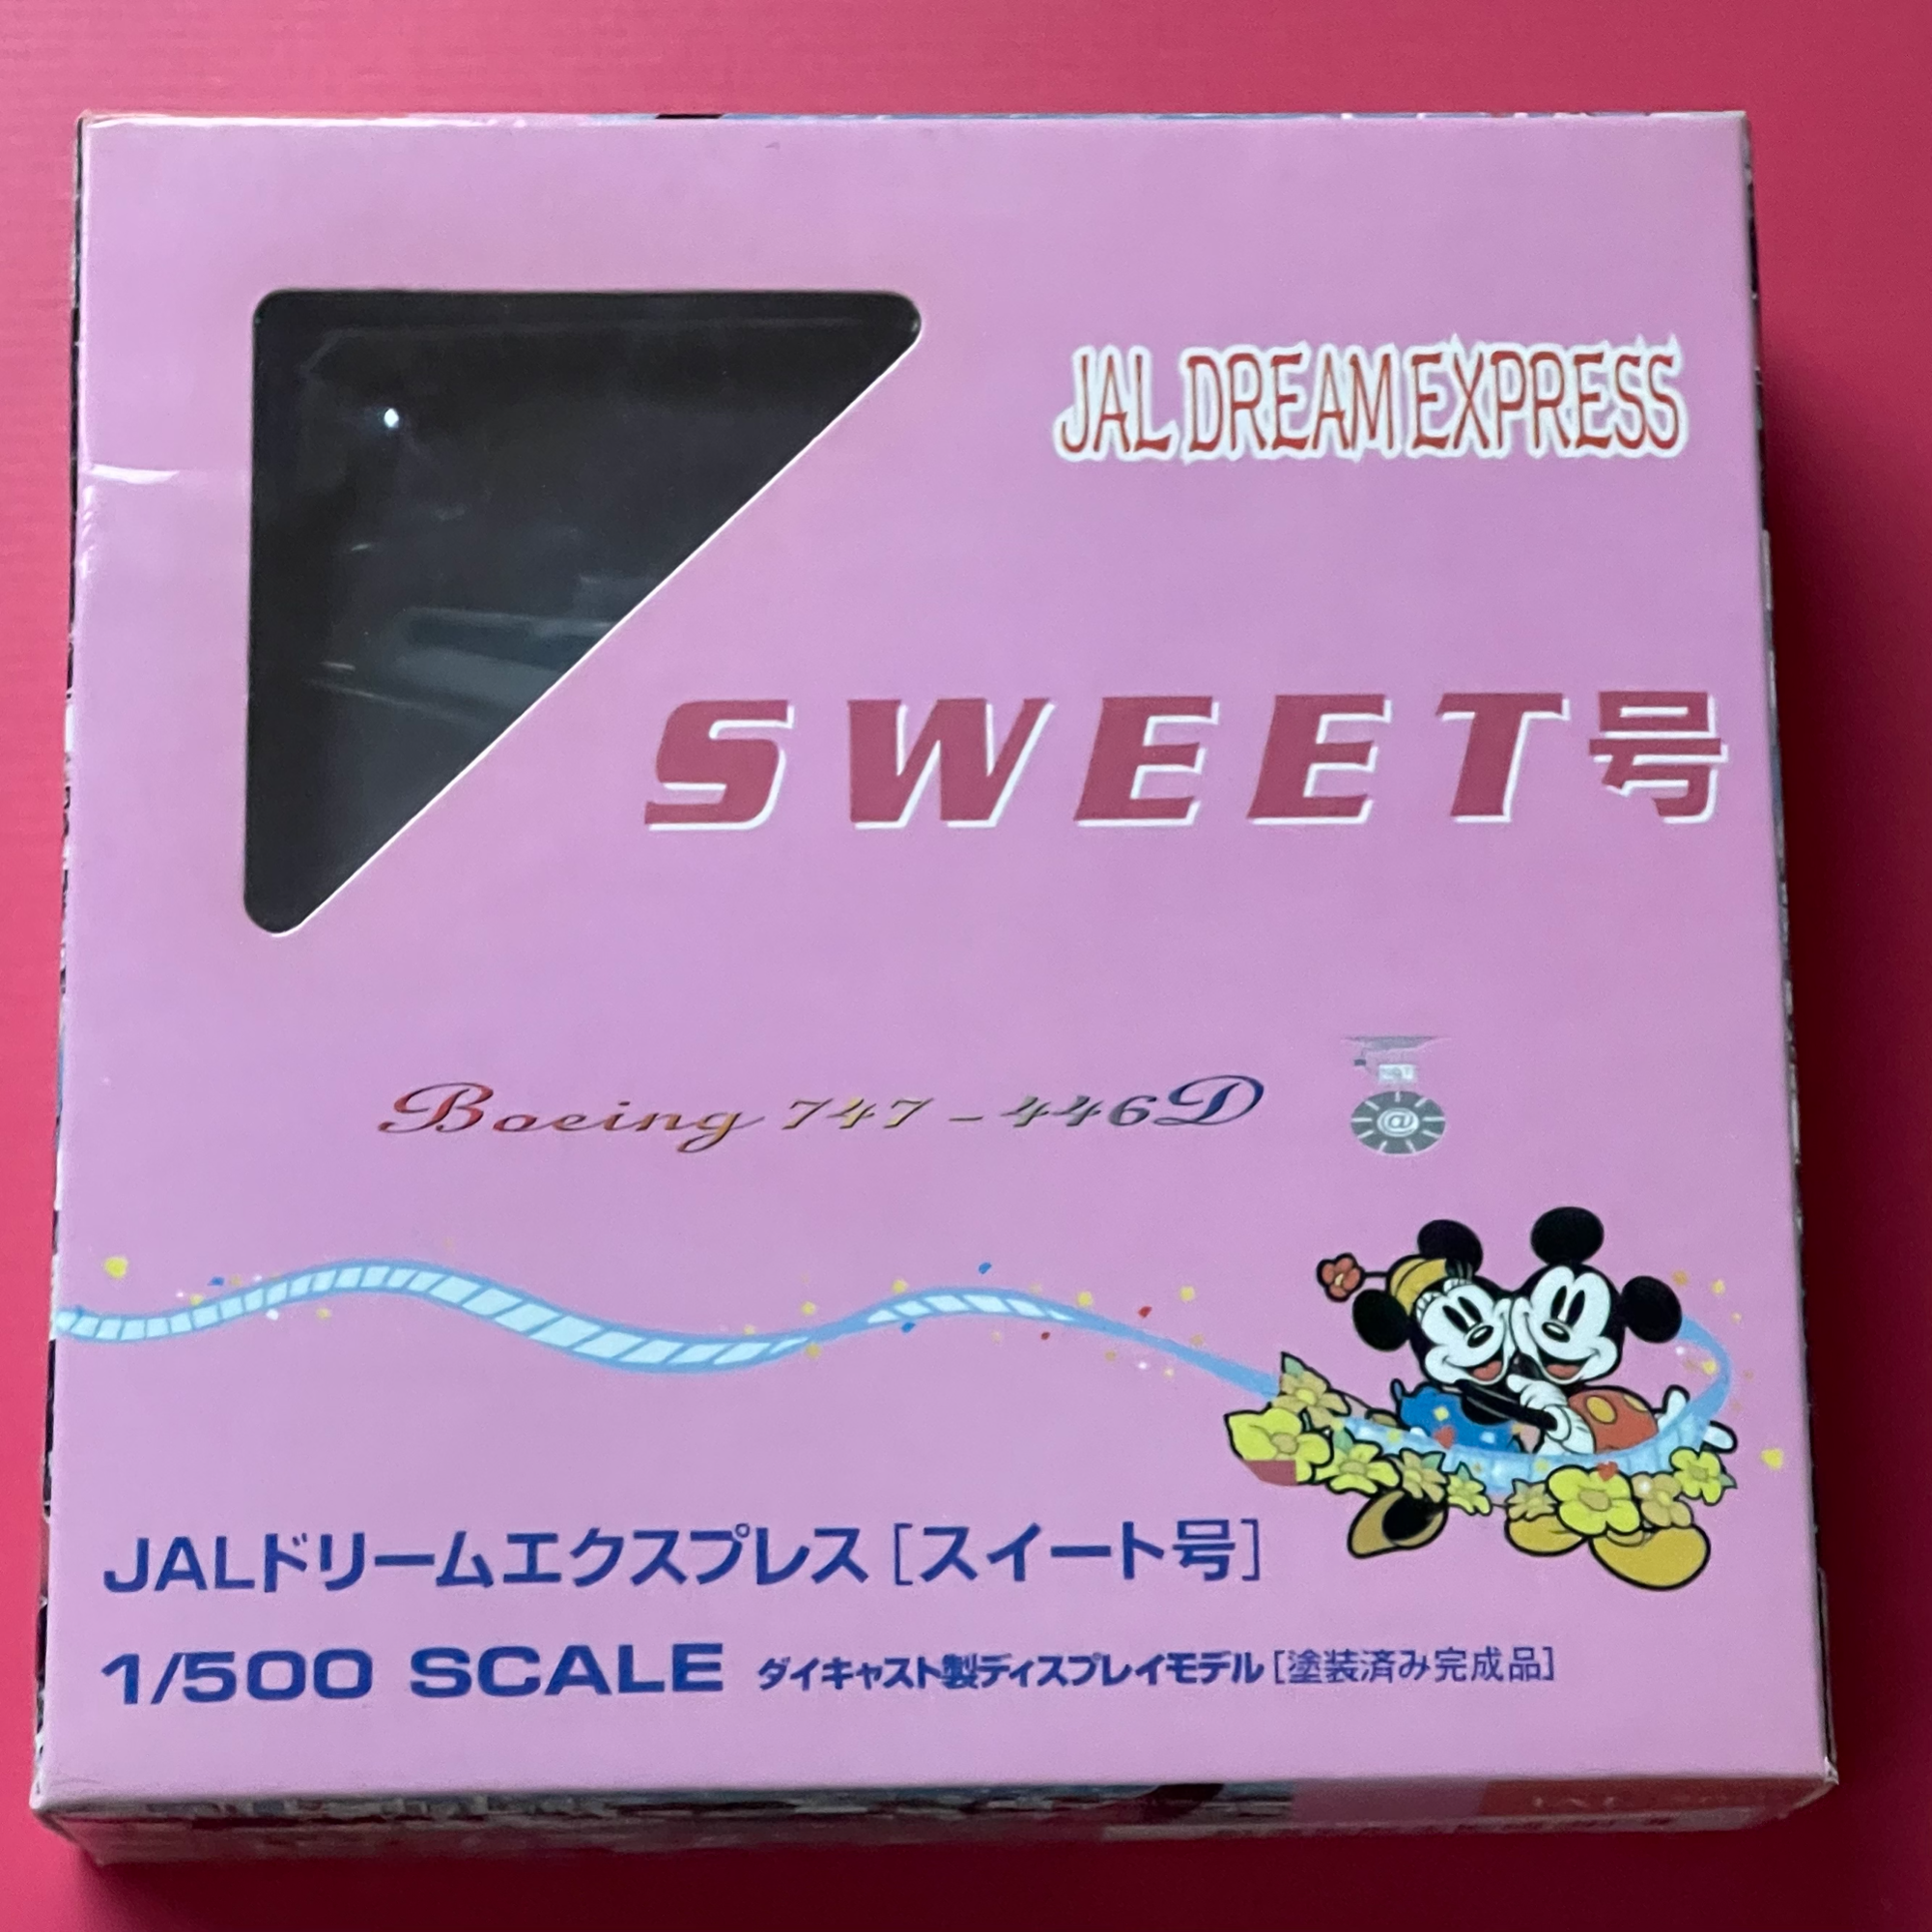 JAL DREAM EXPRESS
SWEET号
Boeing 747-446D
@
JALドリームエクスプレス［スイート号］
1/500 SCALE ダイキャスト製ディスプレイモデル［塗装済み完成品］